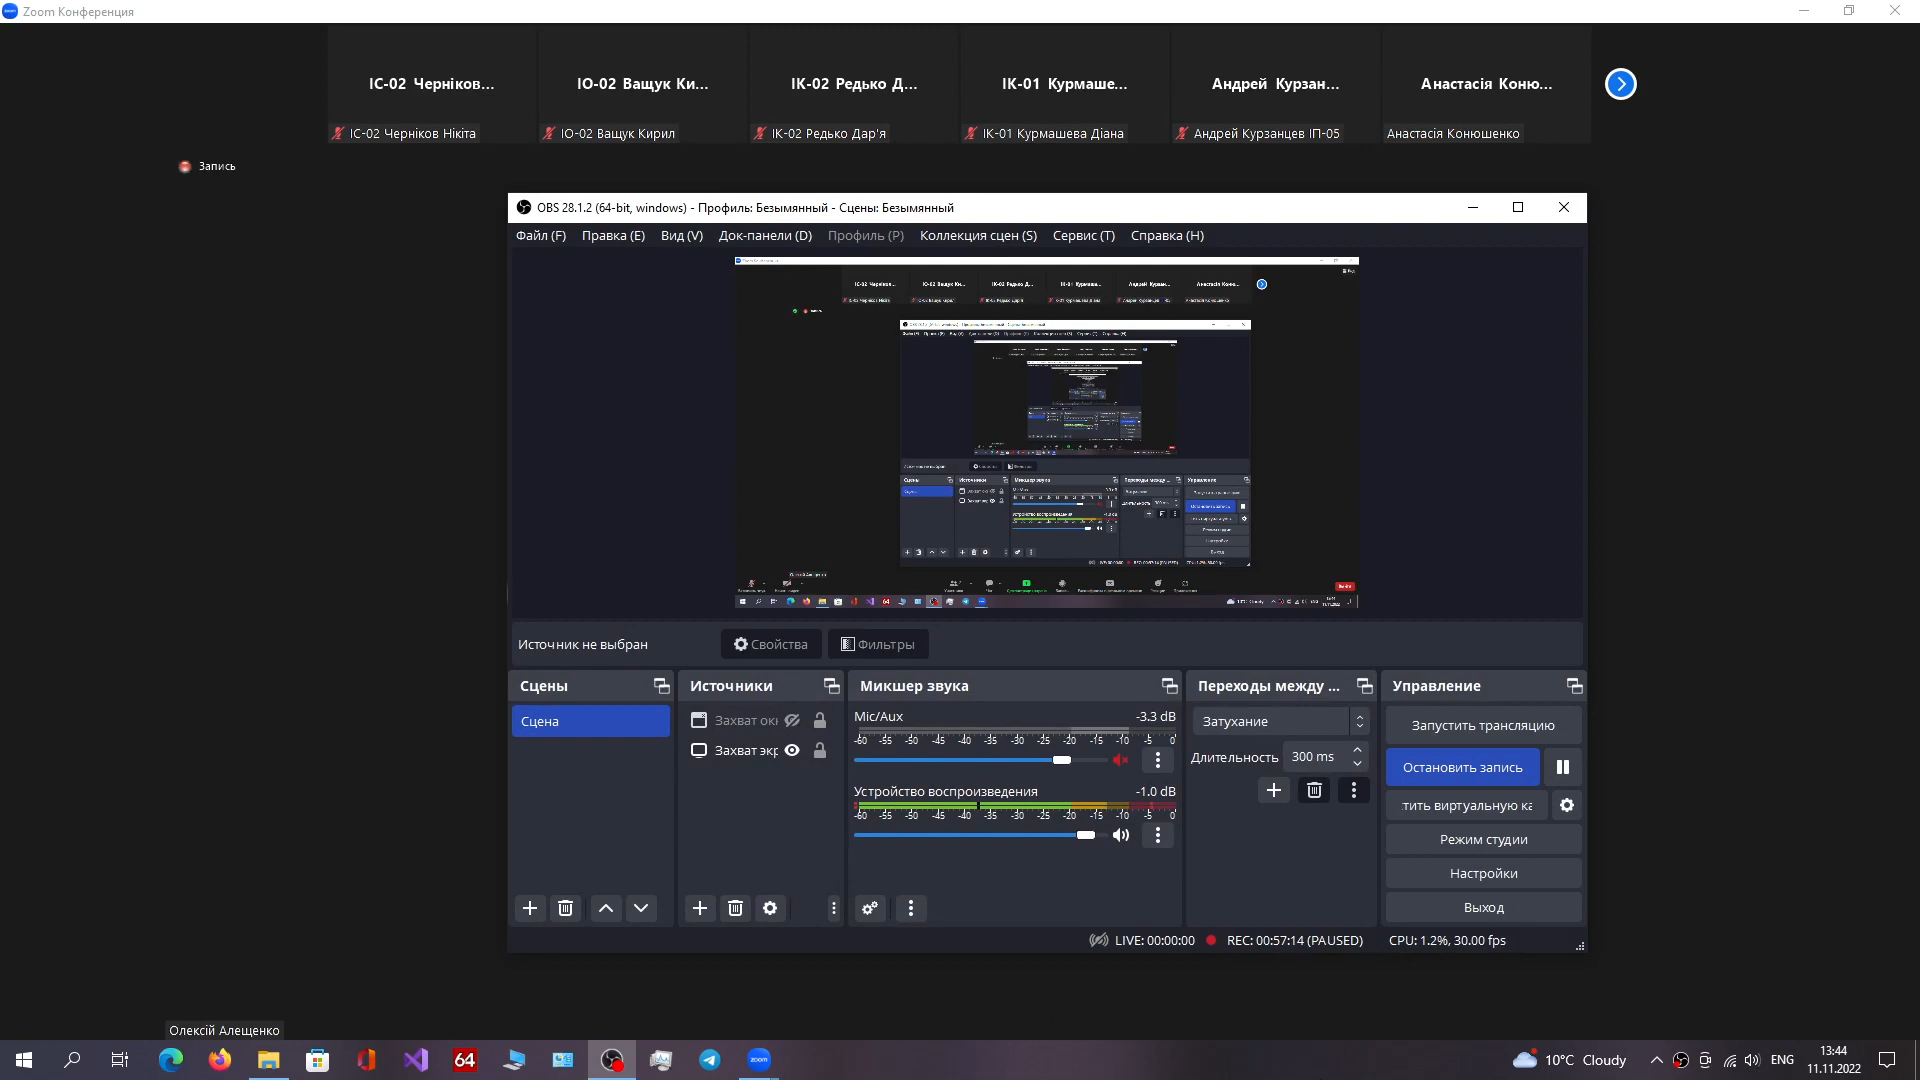 Zoom Конференция
ІС-02 Черніков...
ІО-02 Ващук Ки...
ІК-02 Редько Д...
ІК-01 Курмаше...
Андрей Курзан...
Анастасія Коню...
ІС-02 Черніков Нікіта
ІО-02 Ващук Кирил
ІК-02 Редько Дар'я
ІК-01 Курмашева Діана
Андрей Курзанцев ІП-05
Анастасія Конюшенко
Запись
OBS 28.1.2 (64-bit, windows) - Профиль: Безымянный - Сцены: Безымянный
Файл (F) Правка (E) Вид (V) Док-панели (D) Профиль (P) Коллекция сцен (S) Сервис (T) Справка (H)
Источник не выбран
Свойства
Фильтры
Сцены
Источники
Микшер звука
Переходы между ...
Управление
Сцена
Захват окн
Захват экр
Mic/Aux -3.3 dB
-60 -55 -50 -45 -40 -35 -30 -25 -20 -15 -10 -5 0
Устройство воспроизведения -1.0 dB
-60 -55 -50 -45 -40 -35 -30 -25 -20 -15 -10 -5 0
Затухание
Длительность 300 ms
Запустить трансляцию
Остановить запись
тить виртуальную ка
Режим студии
Настройки
Выход
LIVE: 00:00:00
REC: 00:57:14 (PAUSED)
CPU: 1.2%, 30.00 fps
Олексій Алещенко
64
zoom
10°C Cloudy
ENG
13:44
11.11.2022